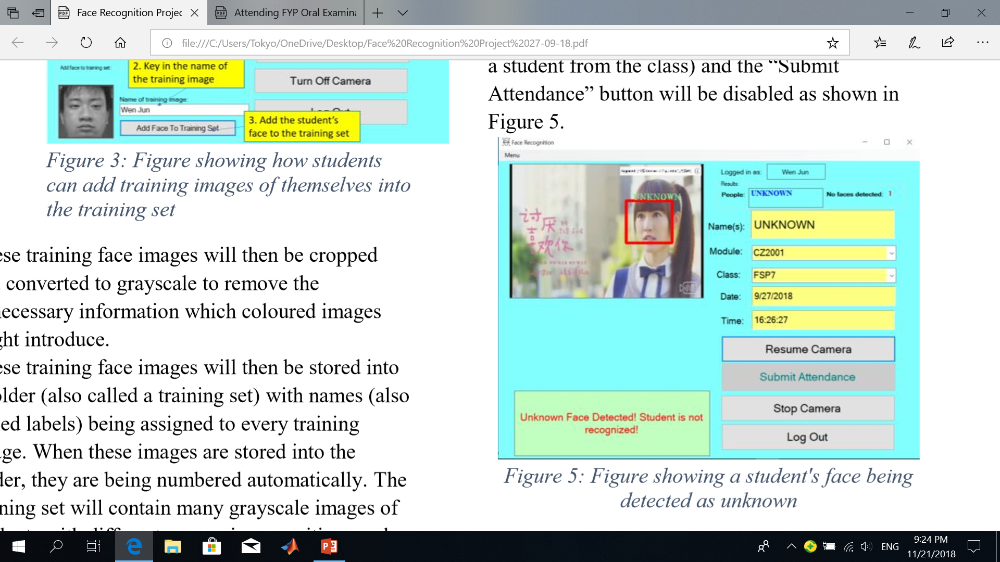 Face Recognition Projec
Attending FYP Oral Examina
file:///C:/Users/Tokyo/OneDrive/Desktop/Face%20Recognition%20Project%2027-09-18.pdf
Add face to training set:
2. Key in the name of
the training image
Turn Off Camera
Name of training image:
Wen Jun
Log Out
Add Face To Training Set
3. Add the student's
face to the training set
Figure 3: Figure showing how students
can add training images of themselves into
the training set
ese training face images will then be cropped
converted to grayscale to remove the
necessary information which coloured images
ght introduce.
ese training face images will then be stored into
older (also called a training set) with names (also
ed labels) being assigned to every training
age. When these images are stored into the
der, they are being numbered automatically. The
ning set will contain many grayscale images of
a student from the class) and the “Submit
Attendance” button will be disabled as shown in
Figure 5.
Face Recognition
Menu
UNKNOWN
讨厌
喜欢你
Logged in as: Wen Jun
Results:
People: UNKNOWN No faces detected: 1
Name(s): UNKNOWN
Module: CZ2001
Class: FSP7
Date: 9/27/2018
Time: 16:26:27
Resume Camera
Submit Attendance
Stop Camera
Log Out
Unknown Face Detected! Student is not
recognized!
Figure 5: Figure showing a student's face being
detected as unknown
ENG
9:24 PM
11/21/2018